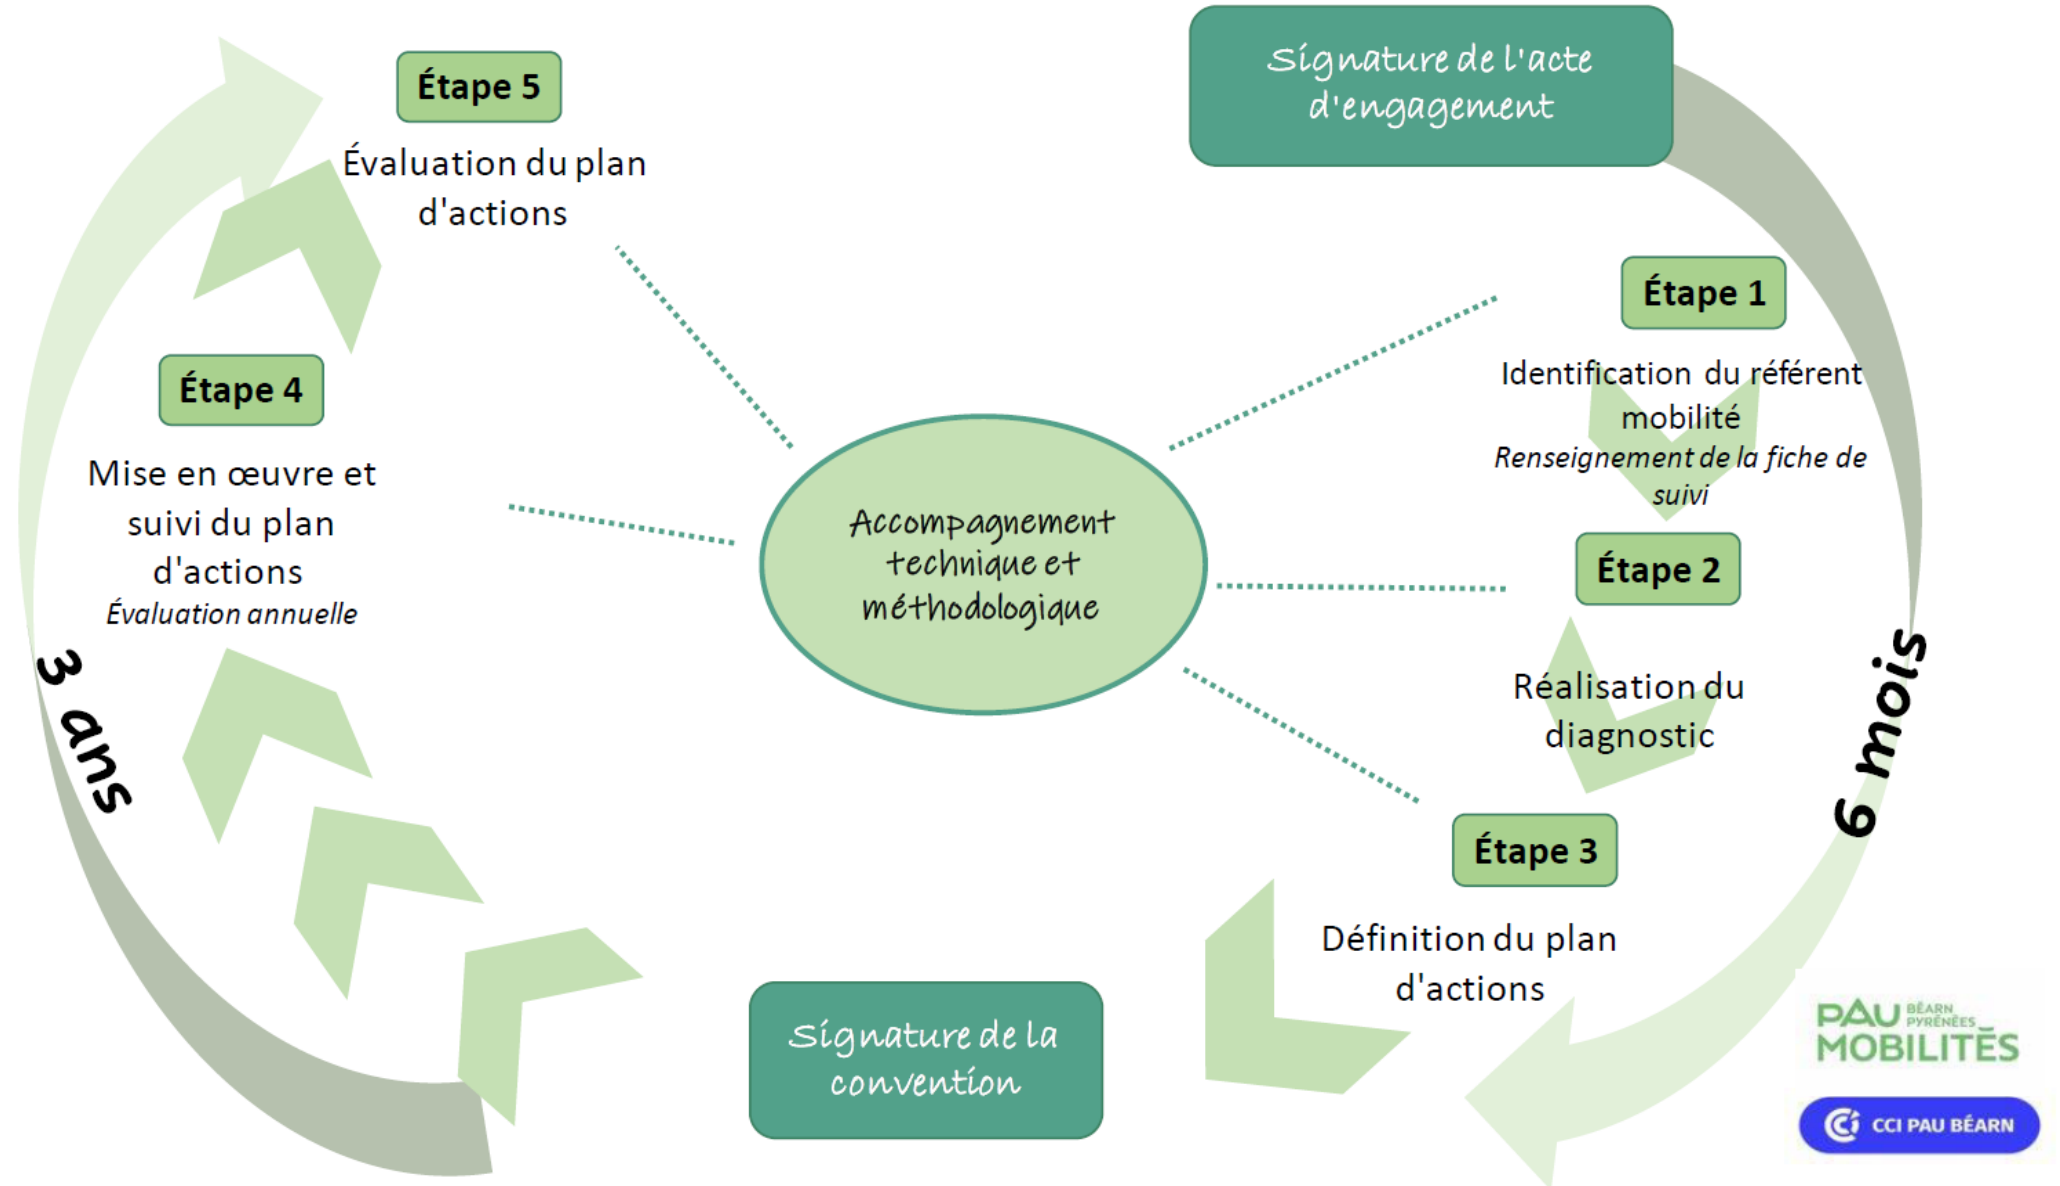 Signature de l'acte
d'engagement
Étape 1
Identification du référent
mobilité
Renseignement de la fiche de
suivi
Étape 2
Réalisation du
diagnostic
Étape 3
Définition du plan
d'actions
6 mois
Signature de la
convention
Étape 4
Mise en œuvre et
suivi du plan
d'actions
Évaluation annuelle
Étape 5
Évaluation du plan
d'actions
3 ans
Accompagnement
technique et
méthodologique
PAU BÉARN
PYRÉNÉES
MOBILITÉS
CCI PAU BÉARN